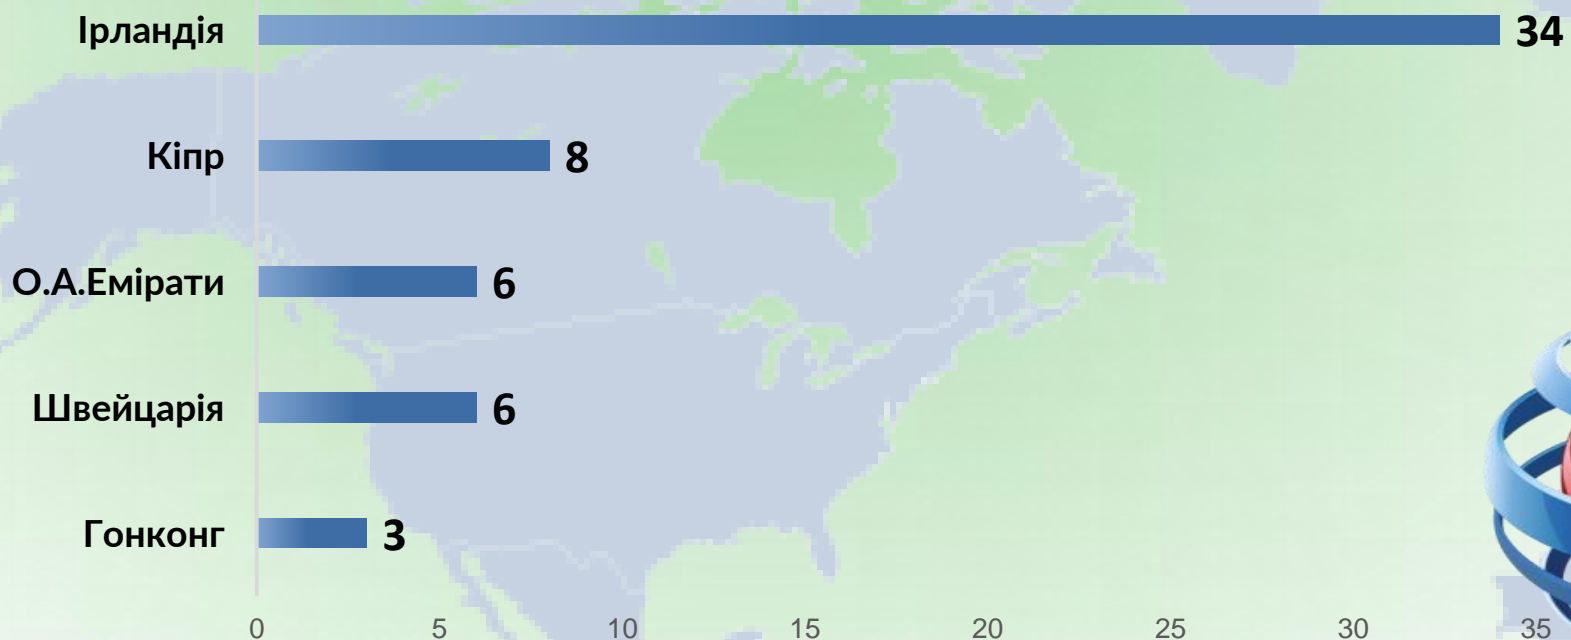 Ірландія 34
Кіпр 8
О.А.Емірати 6
Швейцарія 6
Гонконг 3
0 5 10 15 20 25 30 35